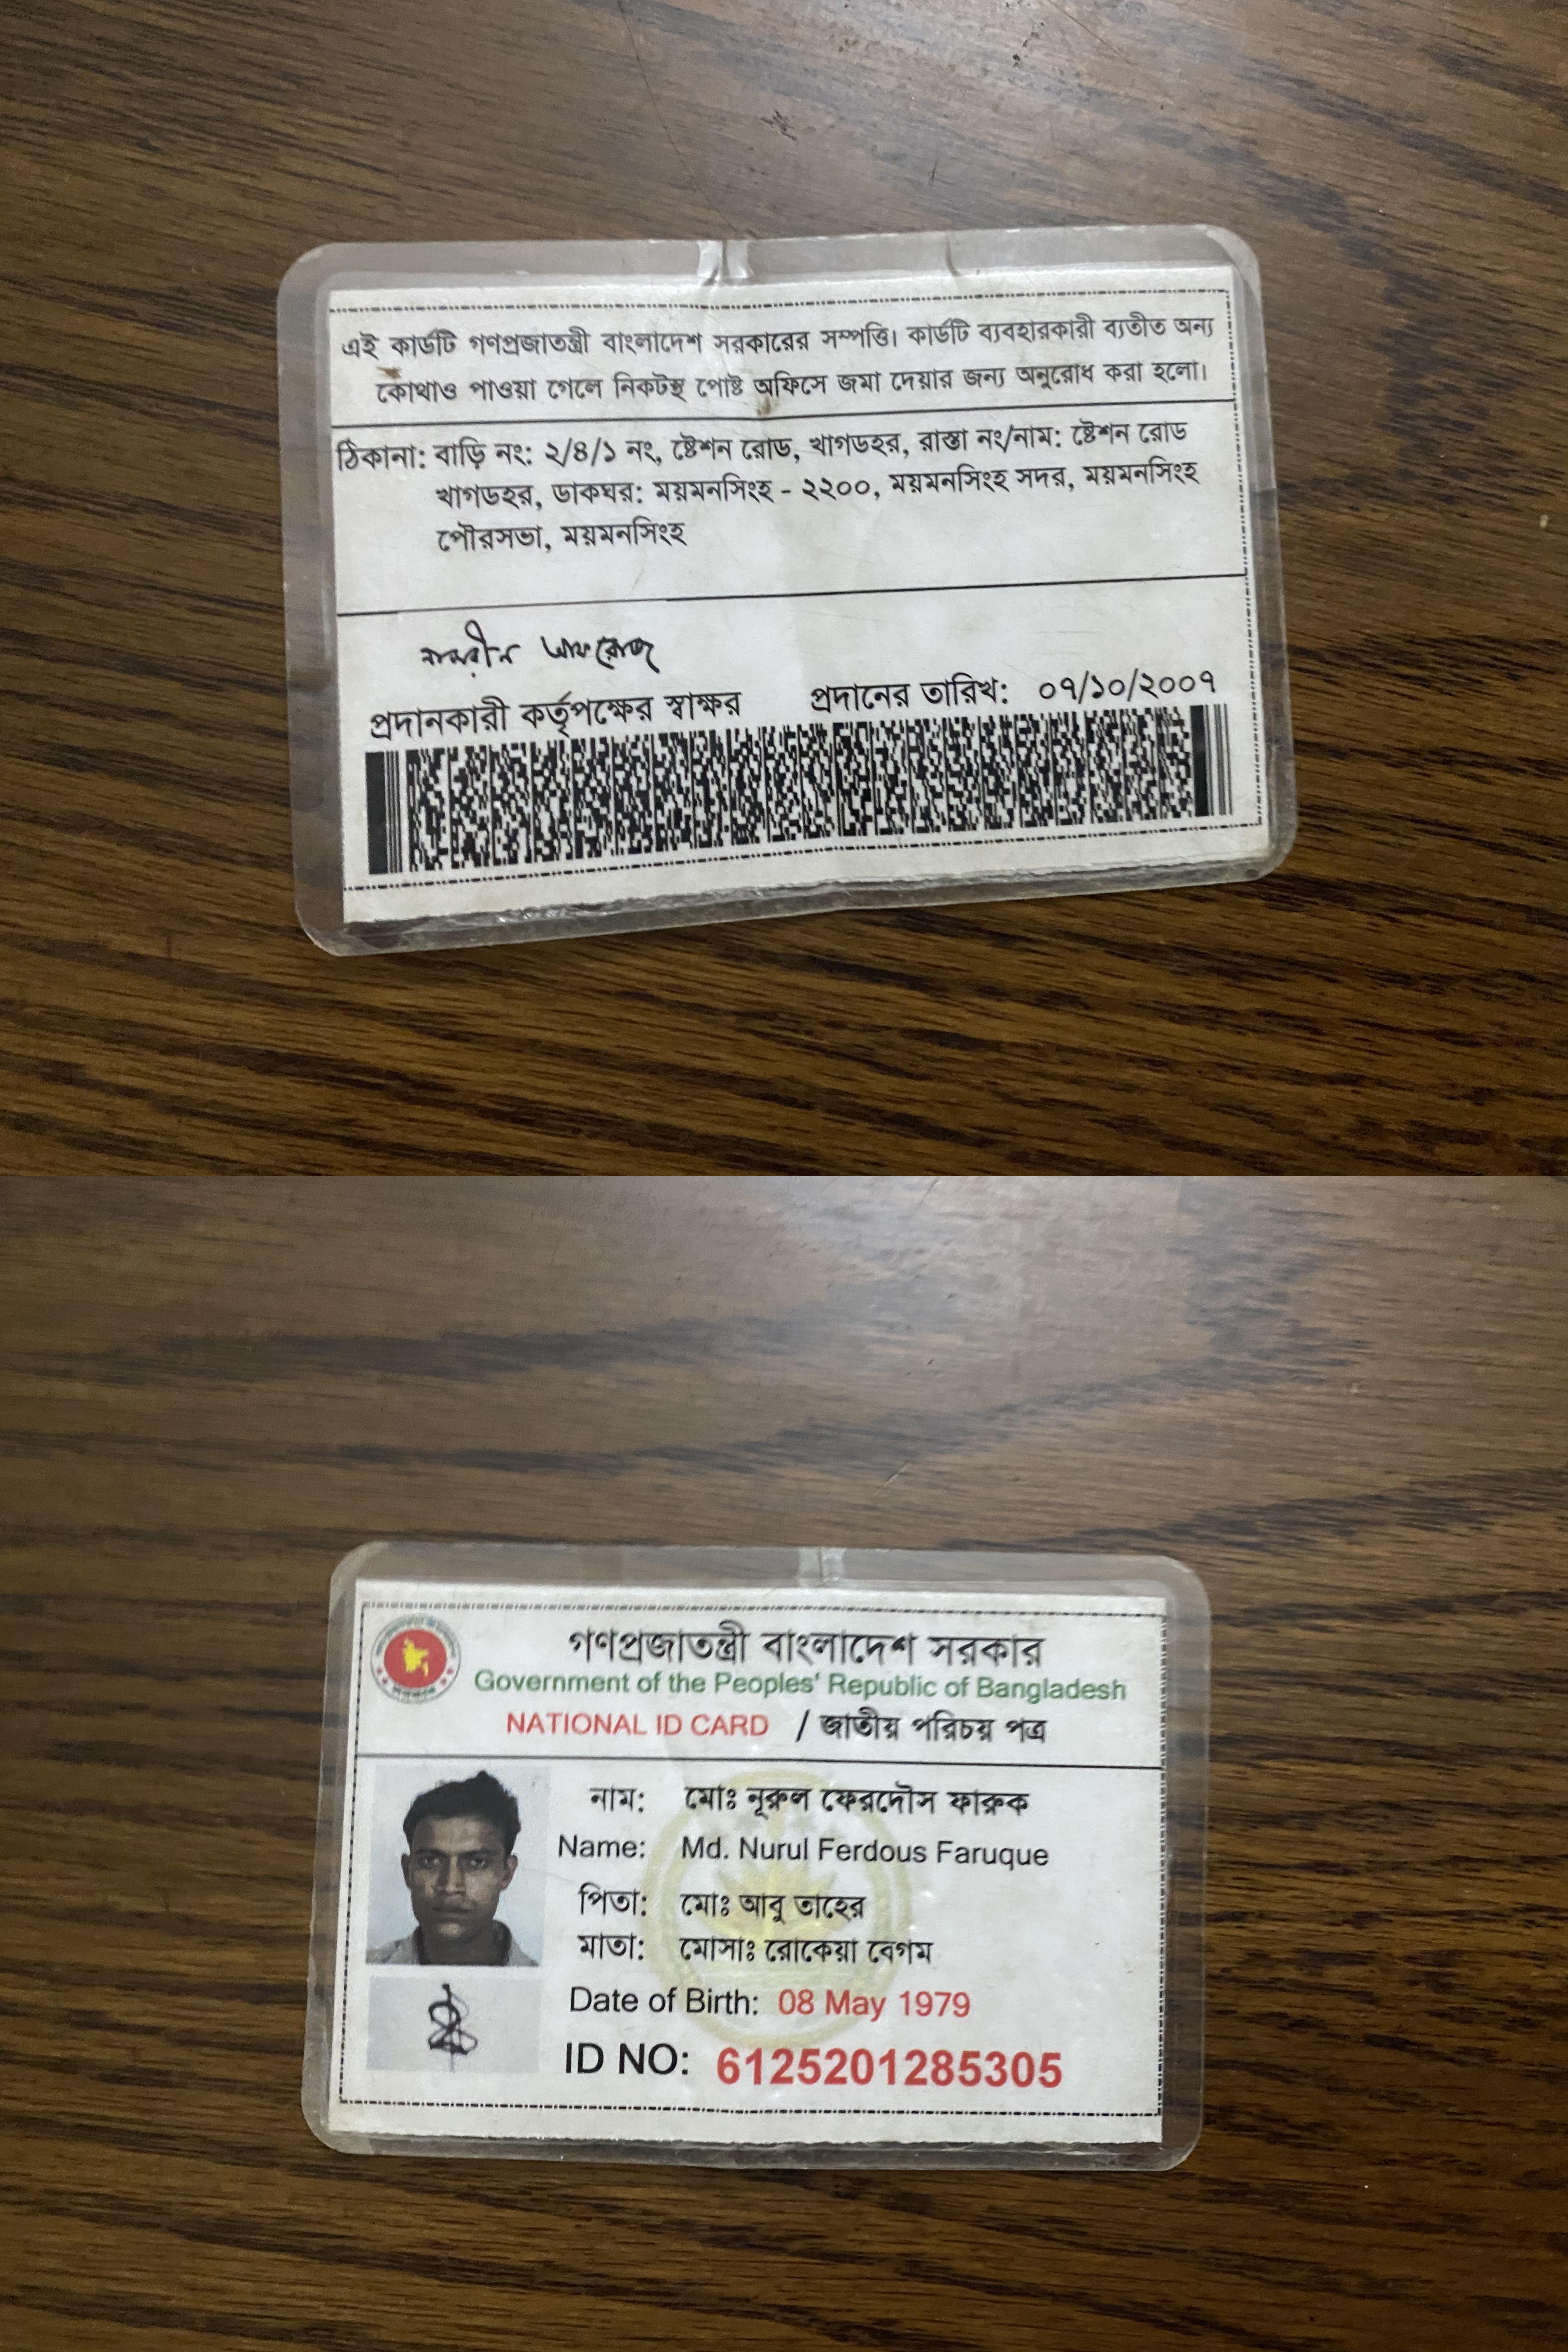 এই কার্ডটি গণপ্রজাতন্ত্রী বাংলাদেশ সরকারের সম্পত্তি। কার্ডটি ব্যবহারকারী ব্যতীত অন্য
কোথাও পাওয়া গেলে নিকটস্থ পোষ্ট অফিসে জমা দেয়ার জন্য অনুরোধ করা হলো।
ঠিকানা: বাড়ি নং: ২/৪/১ নং, ষ্টেশন রোড, খাগডহর, রাস্তা নং/নাম: ষ্টেশন রোড
খাগডহর, ডাকঘর: ময়মনসিংহ - ২২০০, ময়মনসিংহ সদর, ময়মনসিংহ
পৌরসভা, ময়মনসিংহ
নাসরীন আফরোজ
প্রদানকারী কর্তৃপক্ষের স্বাক্ষর প্রদানের তারিখ: ০৭/১০/২০০৭
গণপ্রজাতন্ত্রী বাংলাদেশ সরকার
Government of the Peoples' Republic of Bangladesh
NATIONAL ID CARD / জাতীয় পরিচয় পত্র
নাম: মোঃ নূরুল ফেরদৌস ফারুক
Name: Md. Nurul Ferdous Faruque
পিতা: মোঃ আবু তাহের
মাতা: মোসাঃ রোকেয়া বেগম
Date of Birth: 08 May 1979
ID NO: 6125201285305